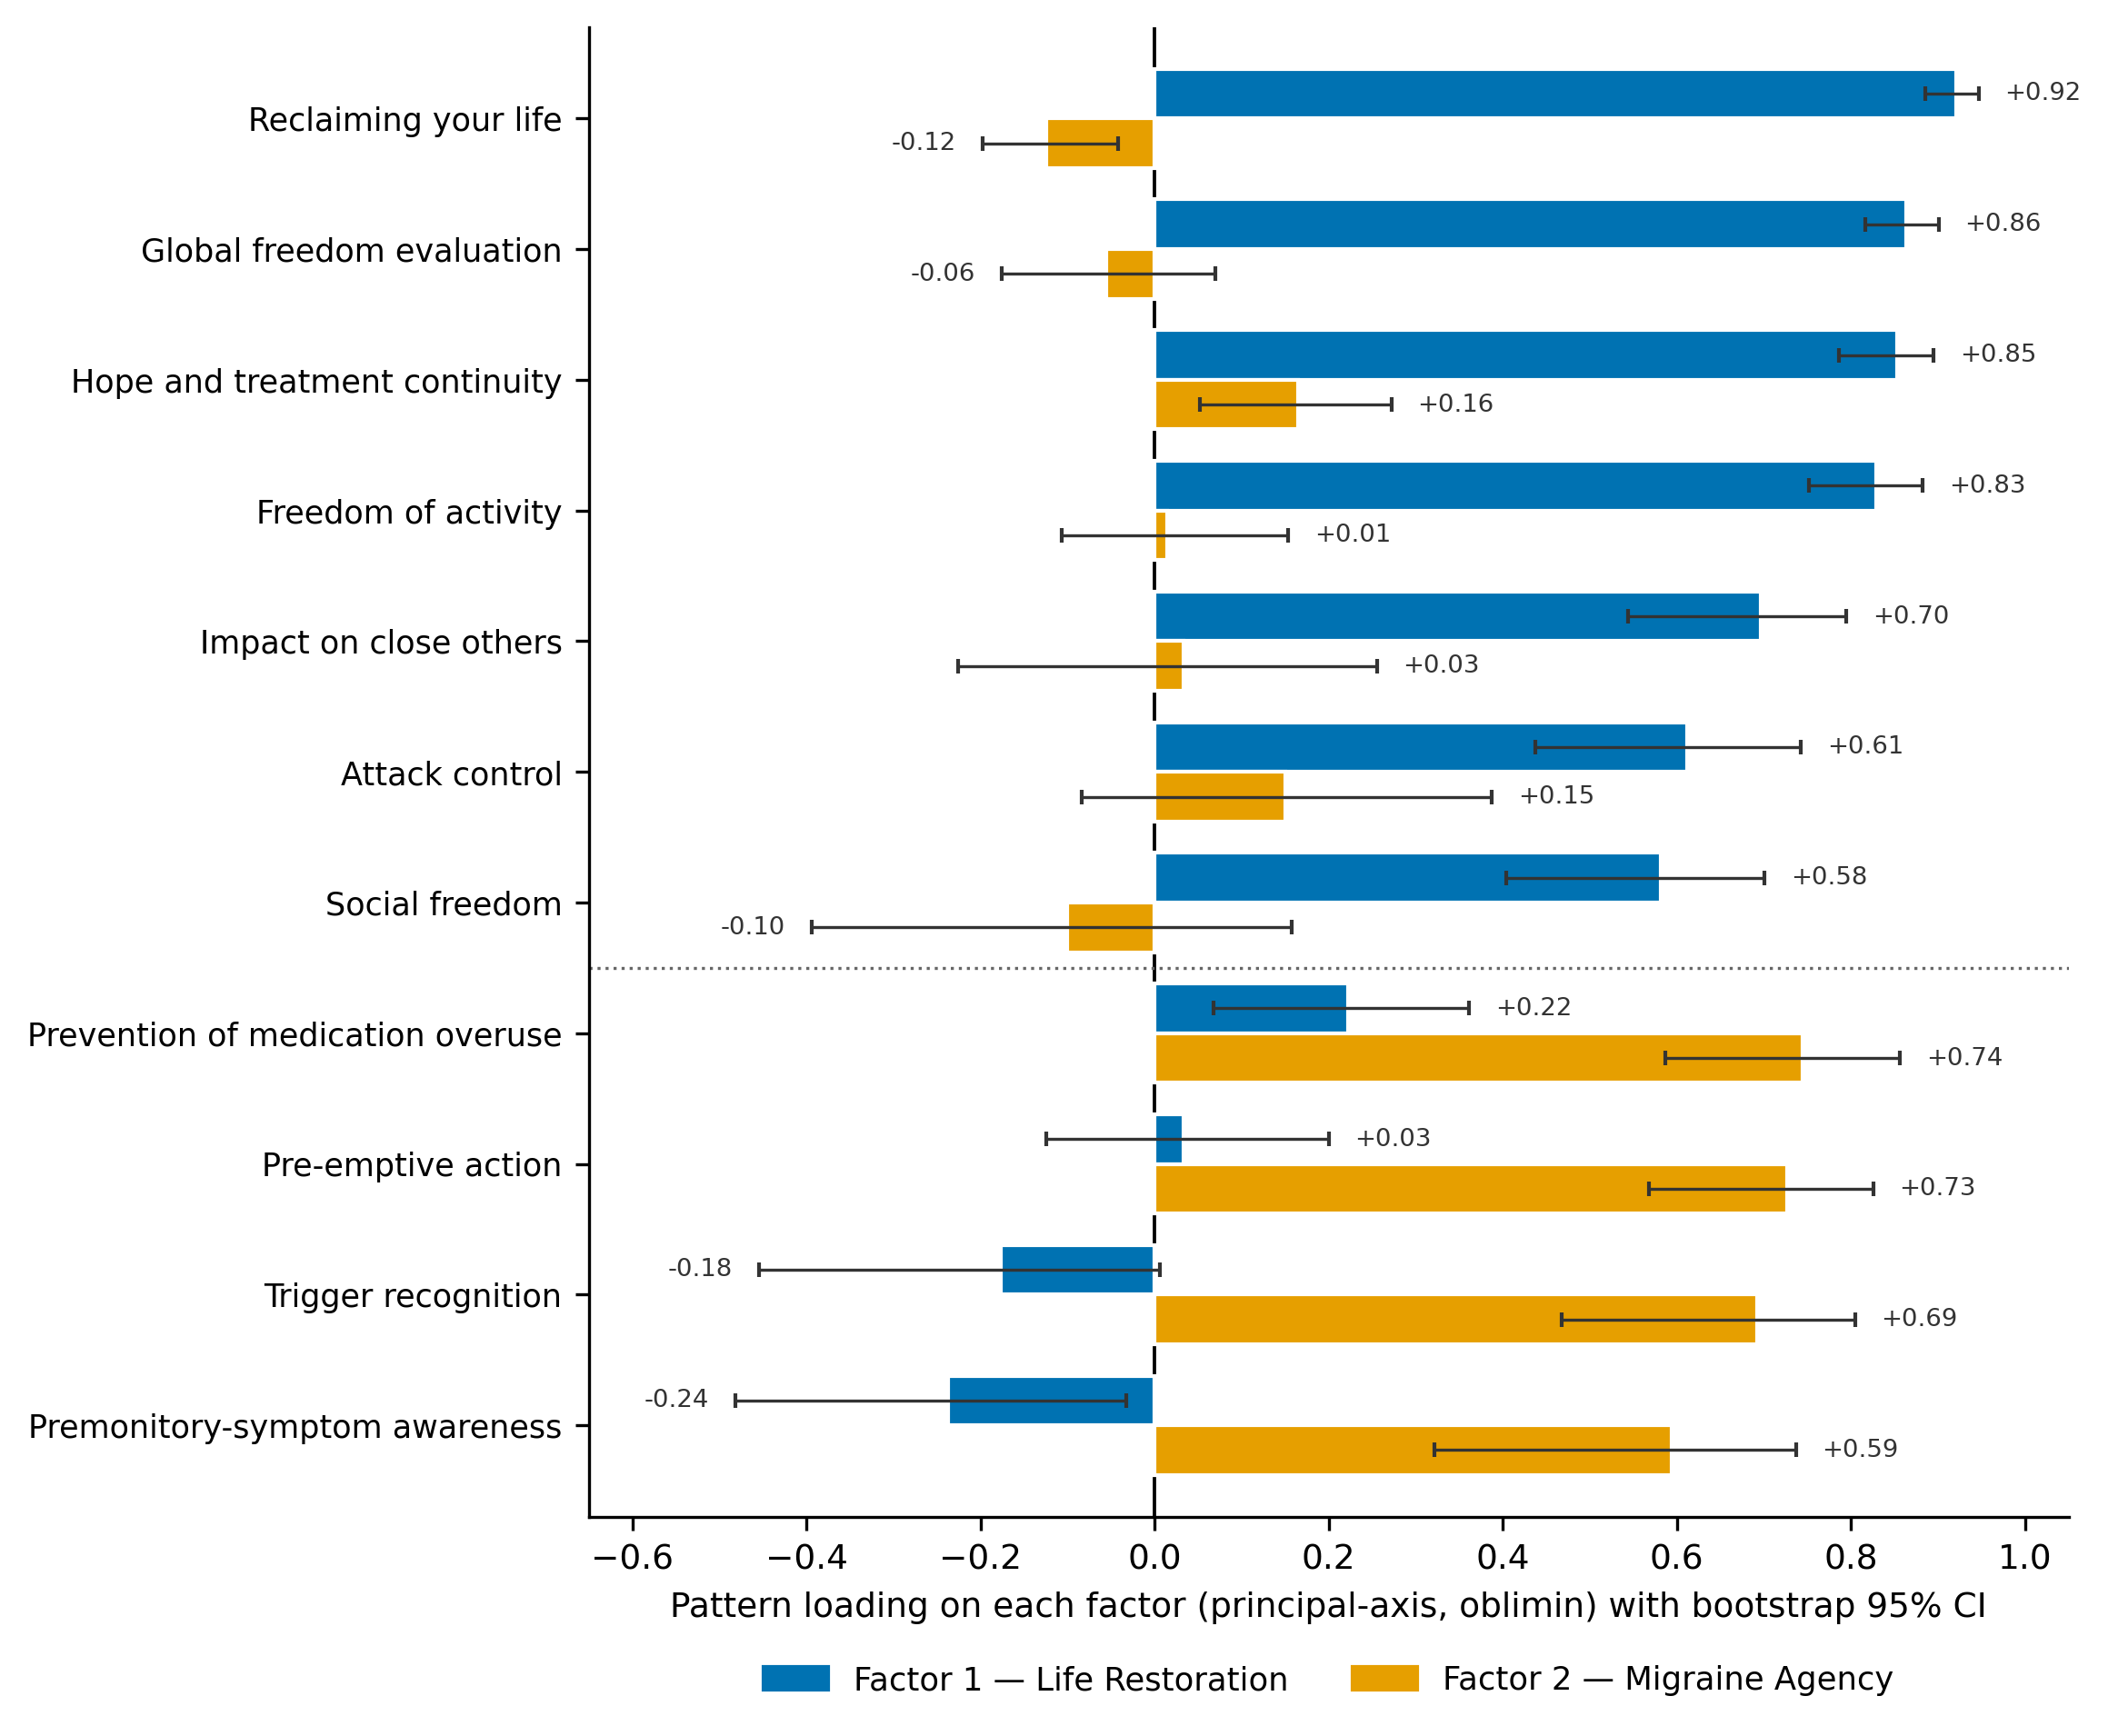 Reclaiming your life
+0.92
-0.12
Global freedom evaluation
+0.86
-0.06
Hope and treatment continuity
+0.85
+0.16
Freedom of activity
+0.83
+0.01
Impact on close others
+0.70
+0.03
Attack control
+0.61
+0.15
Social freedom
+0.58
-0.10
Prevention of medication overuse
+0.22
+0.74
Pre-emptive action
+0.03
+0.73
Trigger recognition
-0.18
+0.69
Premonitory-symptom awareness
-0.24
+0.59
−0.6 −0.4 −0.2 0.0 0.2 0.4 0.6 0.8 1.0
Pattern loading on each factor (principal-axis, oblimin) with bootstrap 95% CI
Factor 1 — Life Restoration Factor 2 — Migraine Agency